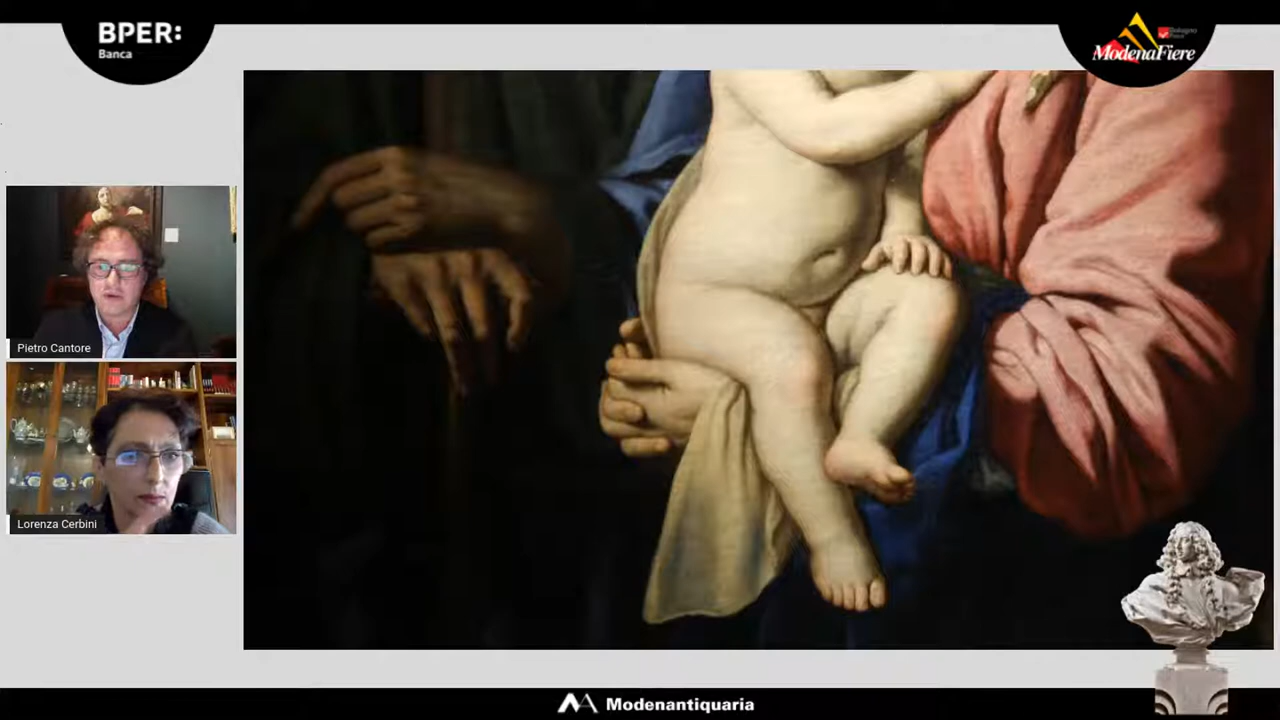 BPER:
Banca
ModenaFiere
Pietro Cantore
Lorenza Cerbini
Modenantiquaria